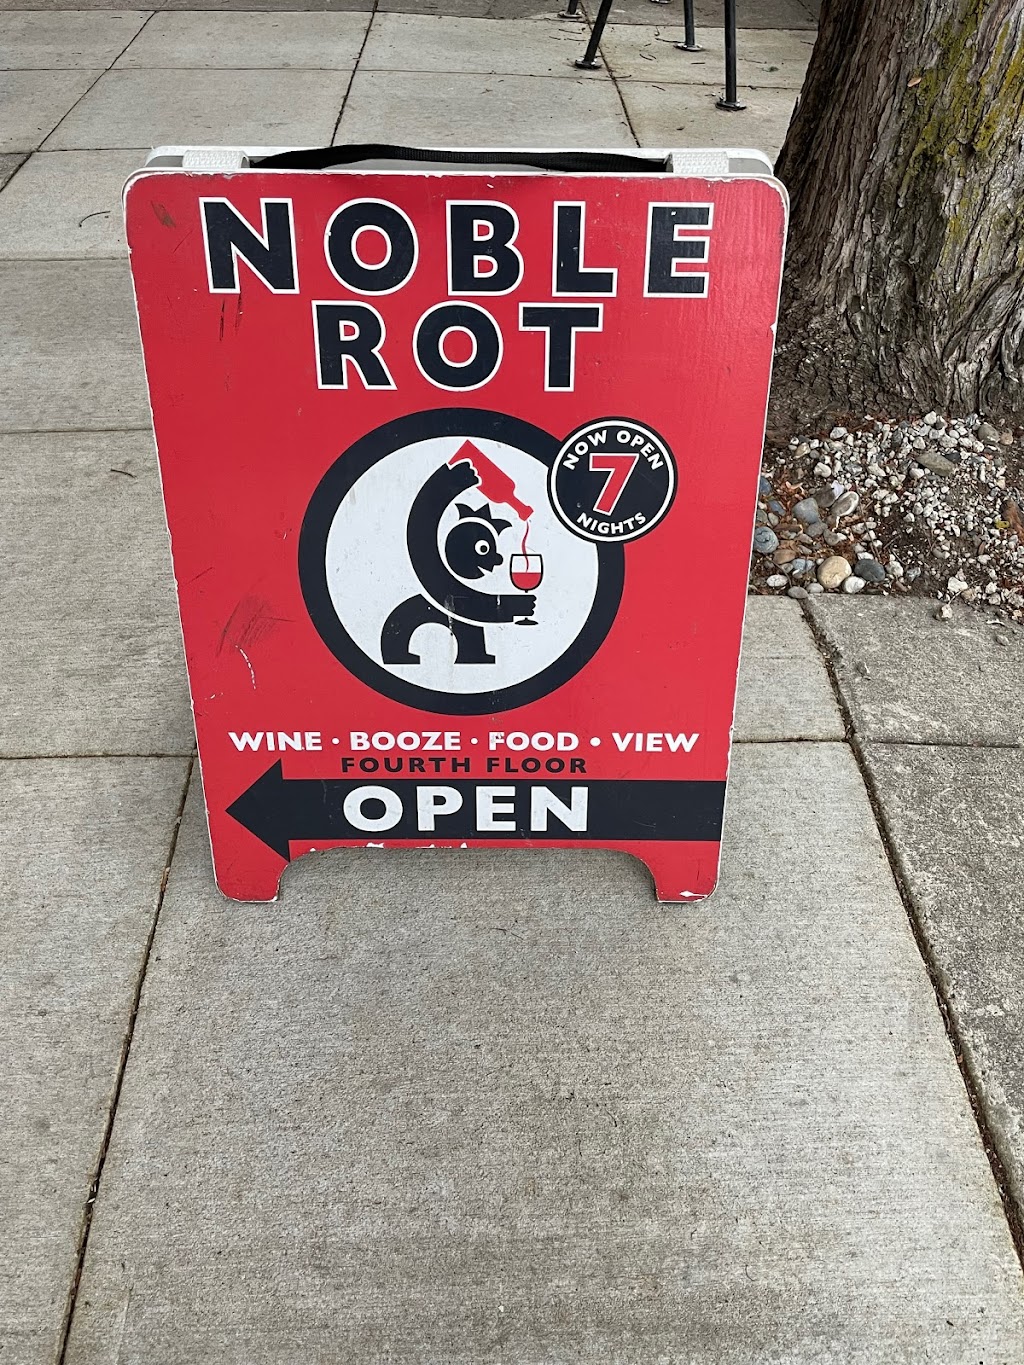 NOBLE
ROT
NOW OPEN
7
NIGHTS
WINE • BOOZE • FOOD • VIEW
FOURTH FLOOR
OPEN